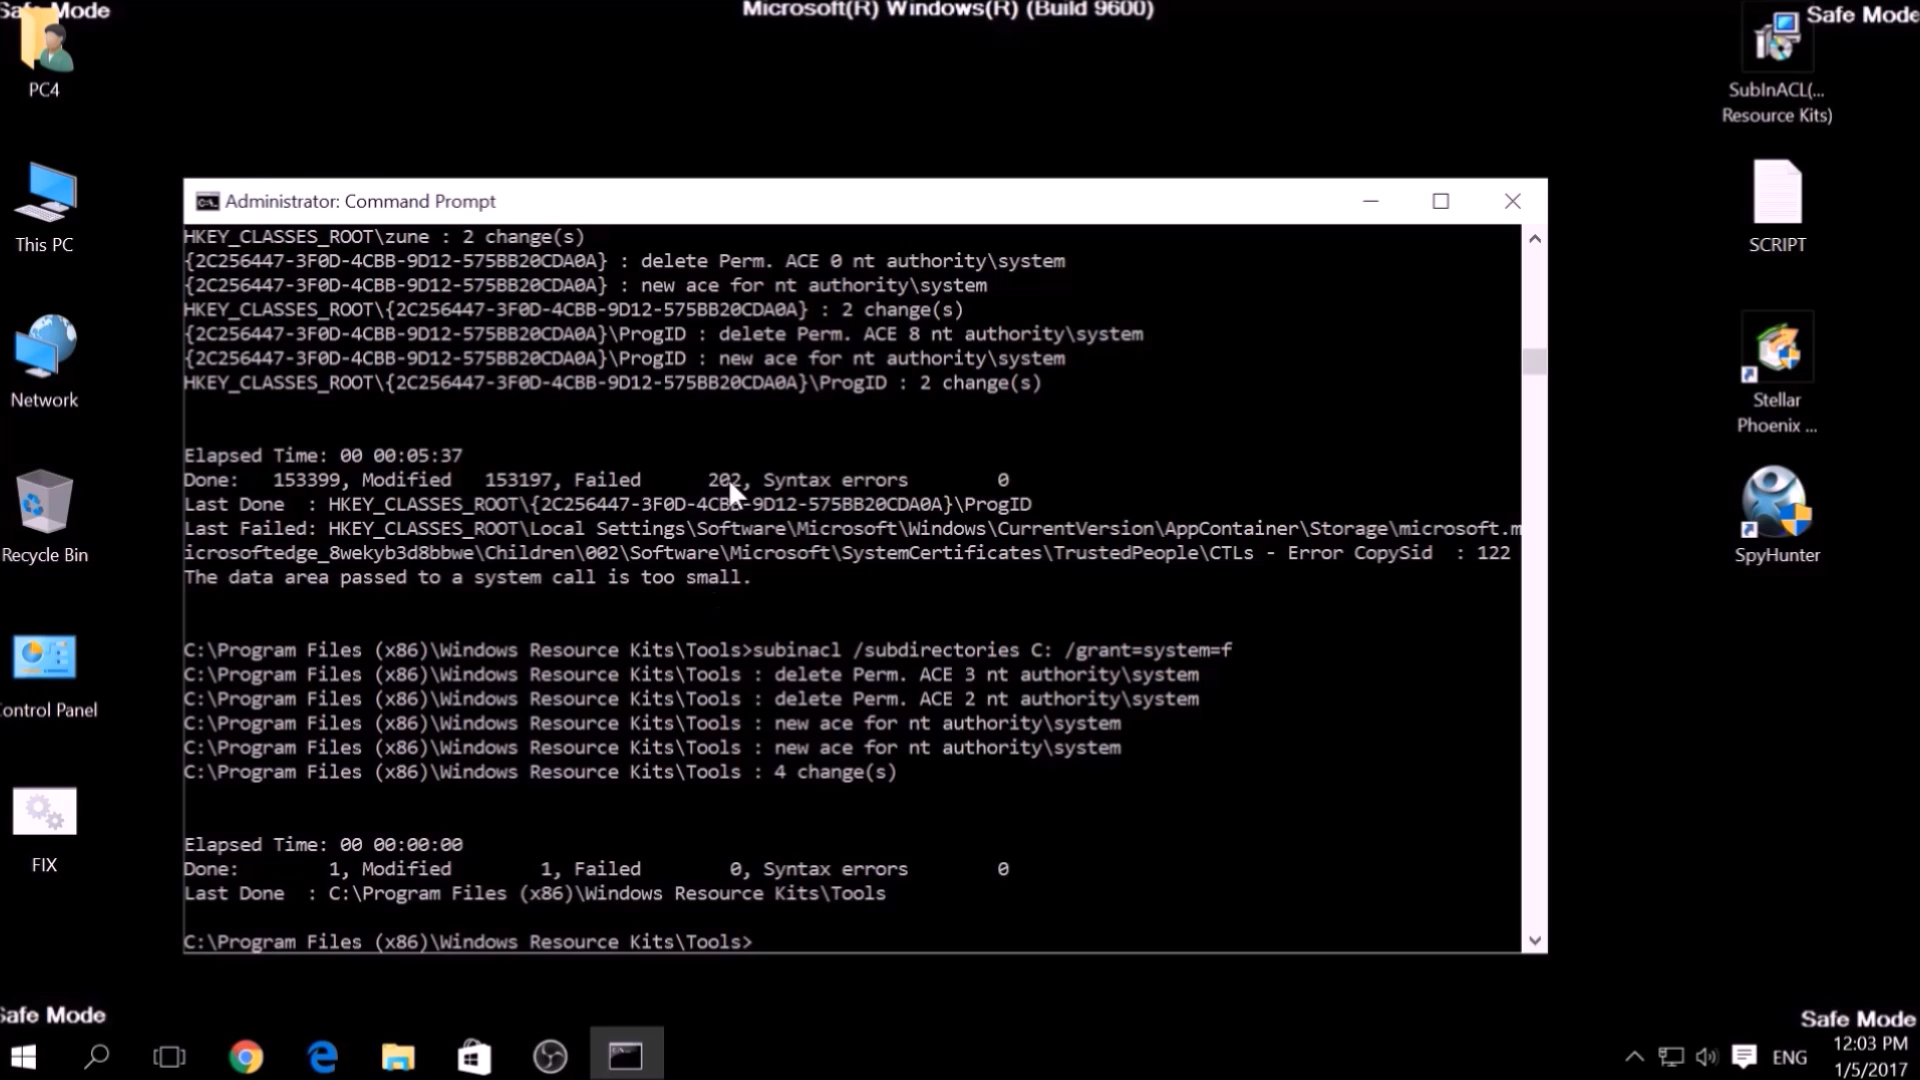 Safe Mode
Microsoft(R) Windows(R) (Build 9600)
Safe Mode
PC4
This PC
Network
Recycle Bin
ontrol Panel
FIX
SubInACL(...
Resource Kits)
SCRIPT
Stellar
Phoenix ...
SpyHunter
Administrator: Command Prompt
HKEY_CLASSES_ROOT\zune : 2 change(s)
{2C256447-3F0D-4CBB-9D12-575BB20CDA0A} : delete Perm. ACE 0 nt authority\system
{2C256447-3F0D-4CBB-9D12-575BB20CDA0A} : new ace for nt authority\system
HKEY_CLASSES_ROOT\{2C256447-3F0D-4CBB-9D12-575BB20CDA0A} : 2 change(s)
{2C256447-3F0D-4CBB-9D12-575BB20CDA0A}\ProgID : delete Perm. ACE 8 nt authority\system
{2C256447-3F0D-4CBB-9D12-575BB20CDA0A}\ProgID : new ace for nt authority\system
HKEY_CLASSES_ROOT\{2C256447-3F0D-4CBB-9D12-575BB20CDA0A}\ProgID : 2 change(s)
Elapsed Time: 00 00:05:37
Done:   153399, Modified   153197, Failed      202, Syntax errors        0
Last Done  : HKEY_CLASSES_ROOT\{2C256447-3F0D-4CBB-9D12-575BB20CDA0A}\ProgID
Last Failed: HKEY_CLASSES_ROOT\Local Settings\Software\Microsoft\Windows\CurrentVersion\AppContainer\Storage\microsoft.m
icrosoftedge_8wekyb3d8bbwe\Children\002\Software\Microsoft\SystemCertificates\TrustedPeople\CTLs - Error CopySid  : 122
The data area passed to a system call is too small.
C:\Program Files (x86)\Windows Resource Kits\Tools>subinacl /subdirectories C: /grant=system=f
C:\Program Files (x86)\Windows Resource Kits\Tools : delete Perm. ACE 3 nt authority\system
C:\Program Files (x86)\Windows Resource Kits\Tools : delete Perm. ACE 2 nt authority\system
C:\Program Files (x86)\Windows Resource Kits\Tools : new ace for nt authority\system
C:\Program Files (x86)\Windows Resource Kits\Tools : new ace for nt authority\system
C:\Program Files (x86)\Windows Resource Kits\Tools : 4 change(s)
Elapsed Time: 00 00:00:00
Done:        1, Modified        1, Failed        0, Syntax errors        0
Last Done  : C:\Program Files (x86)\Windows Resource Kits\Tools
C:\Program Files (x86)\Windows Resource Kits\Tools>
Safe Mode
Safe Mode
ENG
12:03 PM
1/5/2017